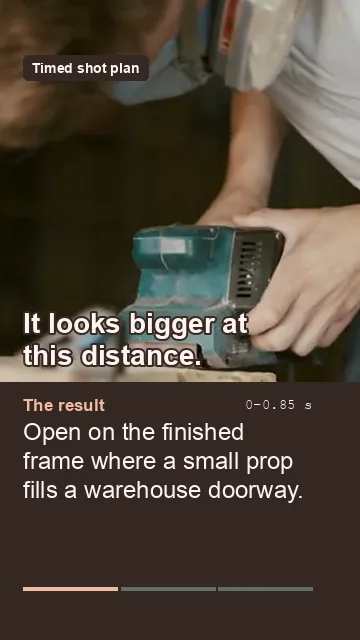 Timed shot plan
It looks bigger at
this distance.
The result
0–0.85 s
Open on the finished
frame where a small prop
fills a warehouse doorway.